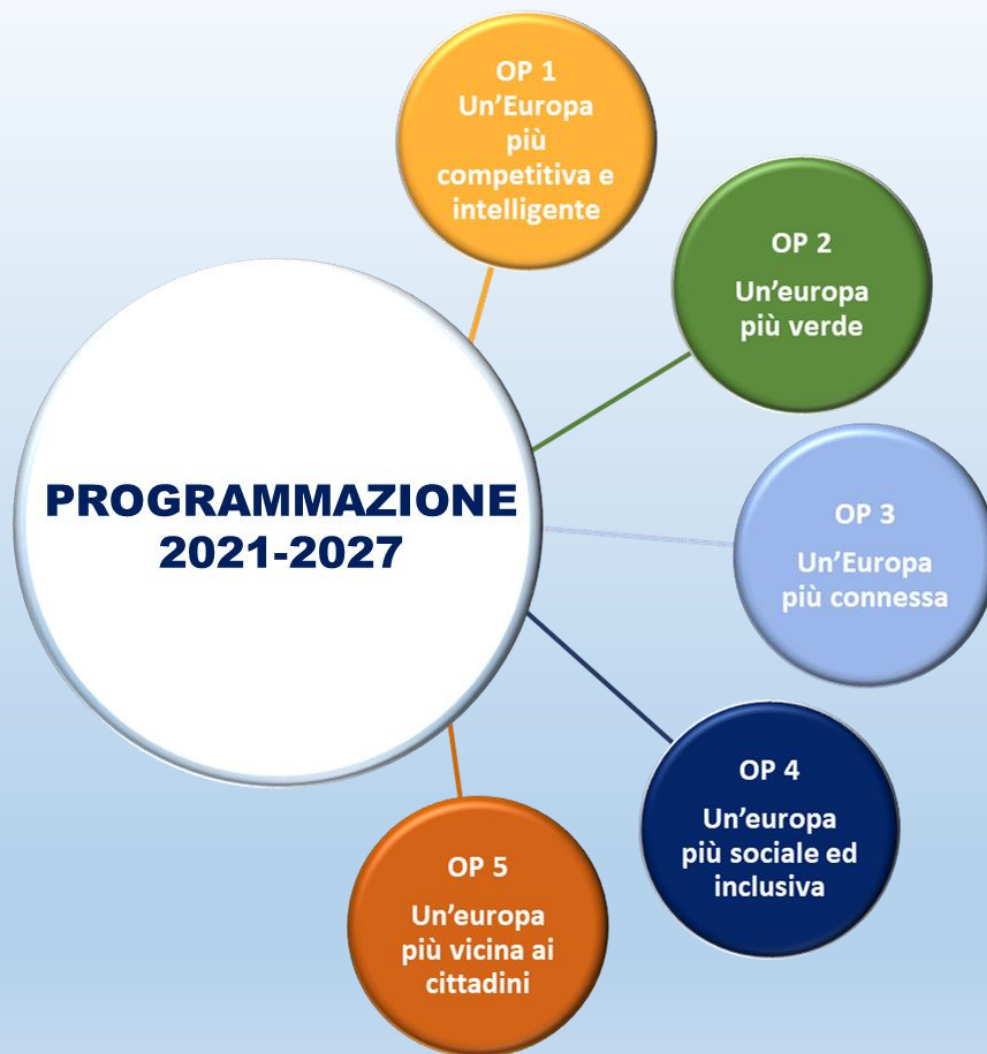 OP 1
Un’Europa
più
competitiva e
intelligente
OP 2
Un’europa
più verde
PROGRAMMAZIONE
2021-2027
OP 3
Un’Europa
più connessa
OP 4
Un’europa
più sociale ed
inclusiva
OP 5
Un’europa
più vicina ai
cittadini